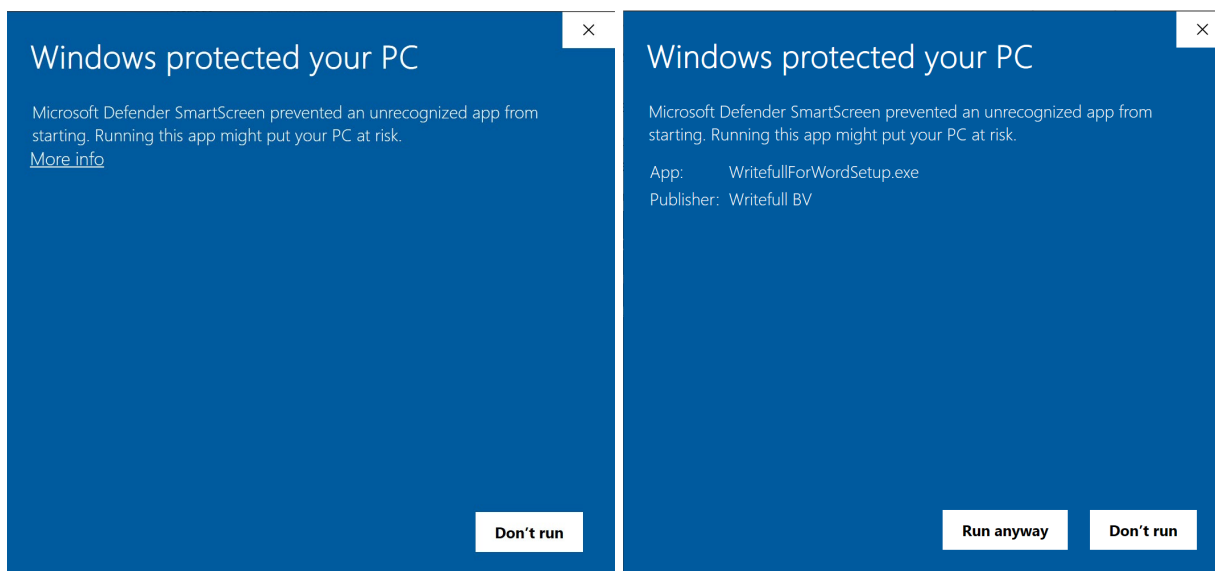 Windows protected your PC
Microsoft Defender SmartScreen prevented an unrecognized app from
starting. Running this app might put your PC at risk.
More info
Don't run
Windows protected your PC
Microsoft Defender SmartScreen prevented an unrecognized app from
starting. Running this app might put your PC at risk.
App: WritefullForWordSetup.exe
Publisher: Writefull BV
Run anyway Don't run